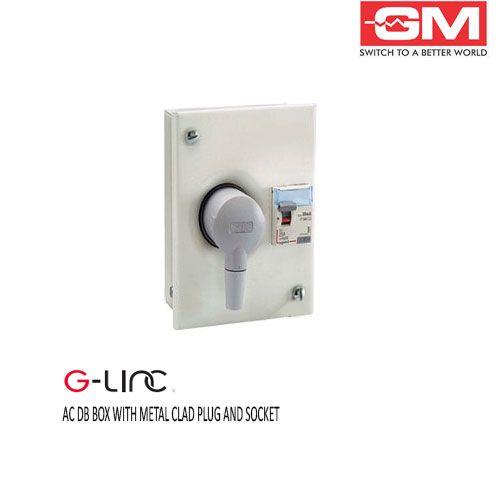 GM
SWITCH TO A BETTER WORLD
G-LINC
AC DB BOX WITH METAL CLAD PLUG AND SOCKET